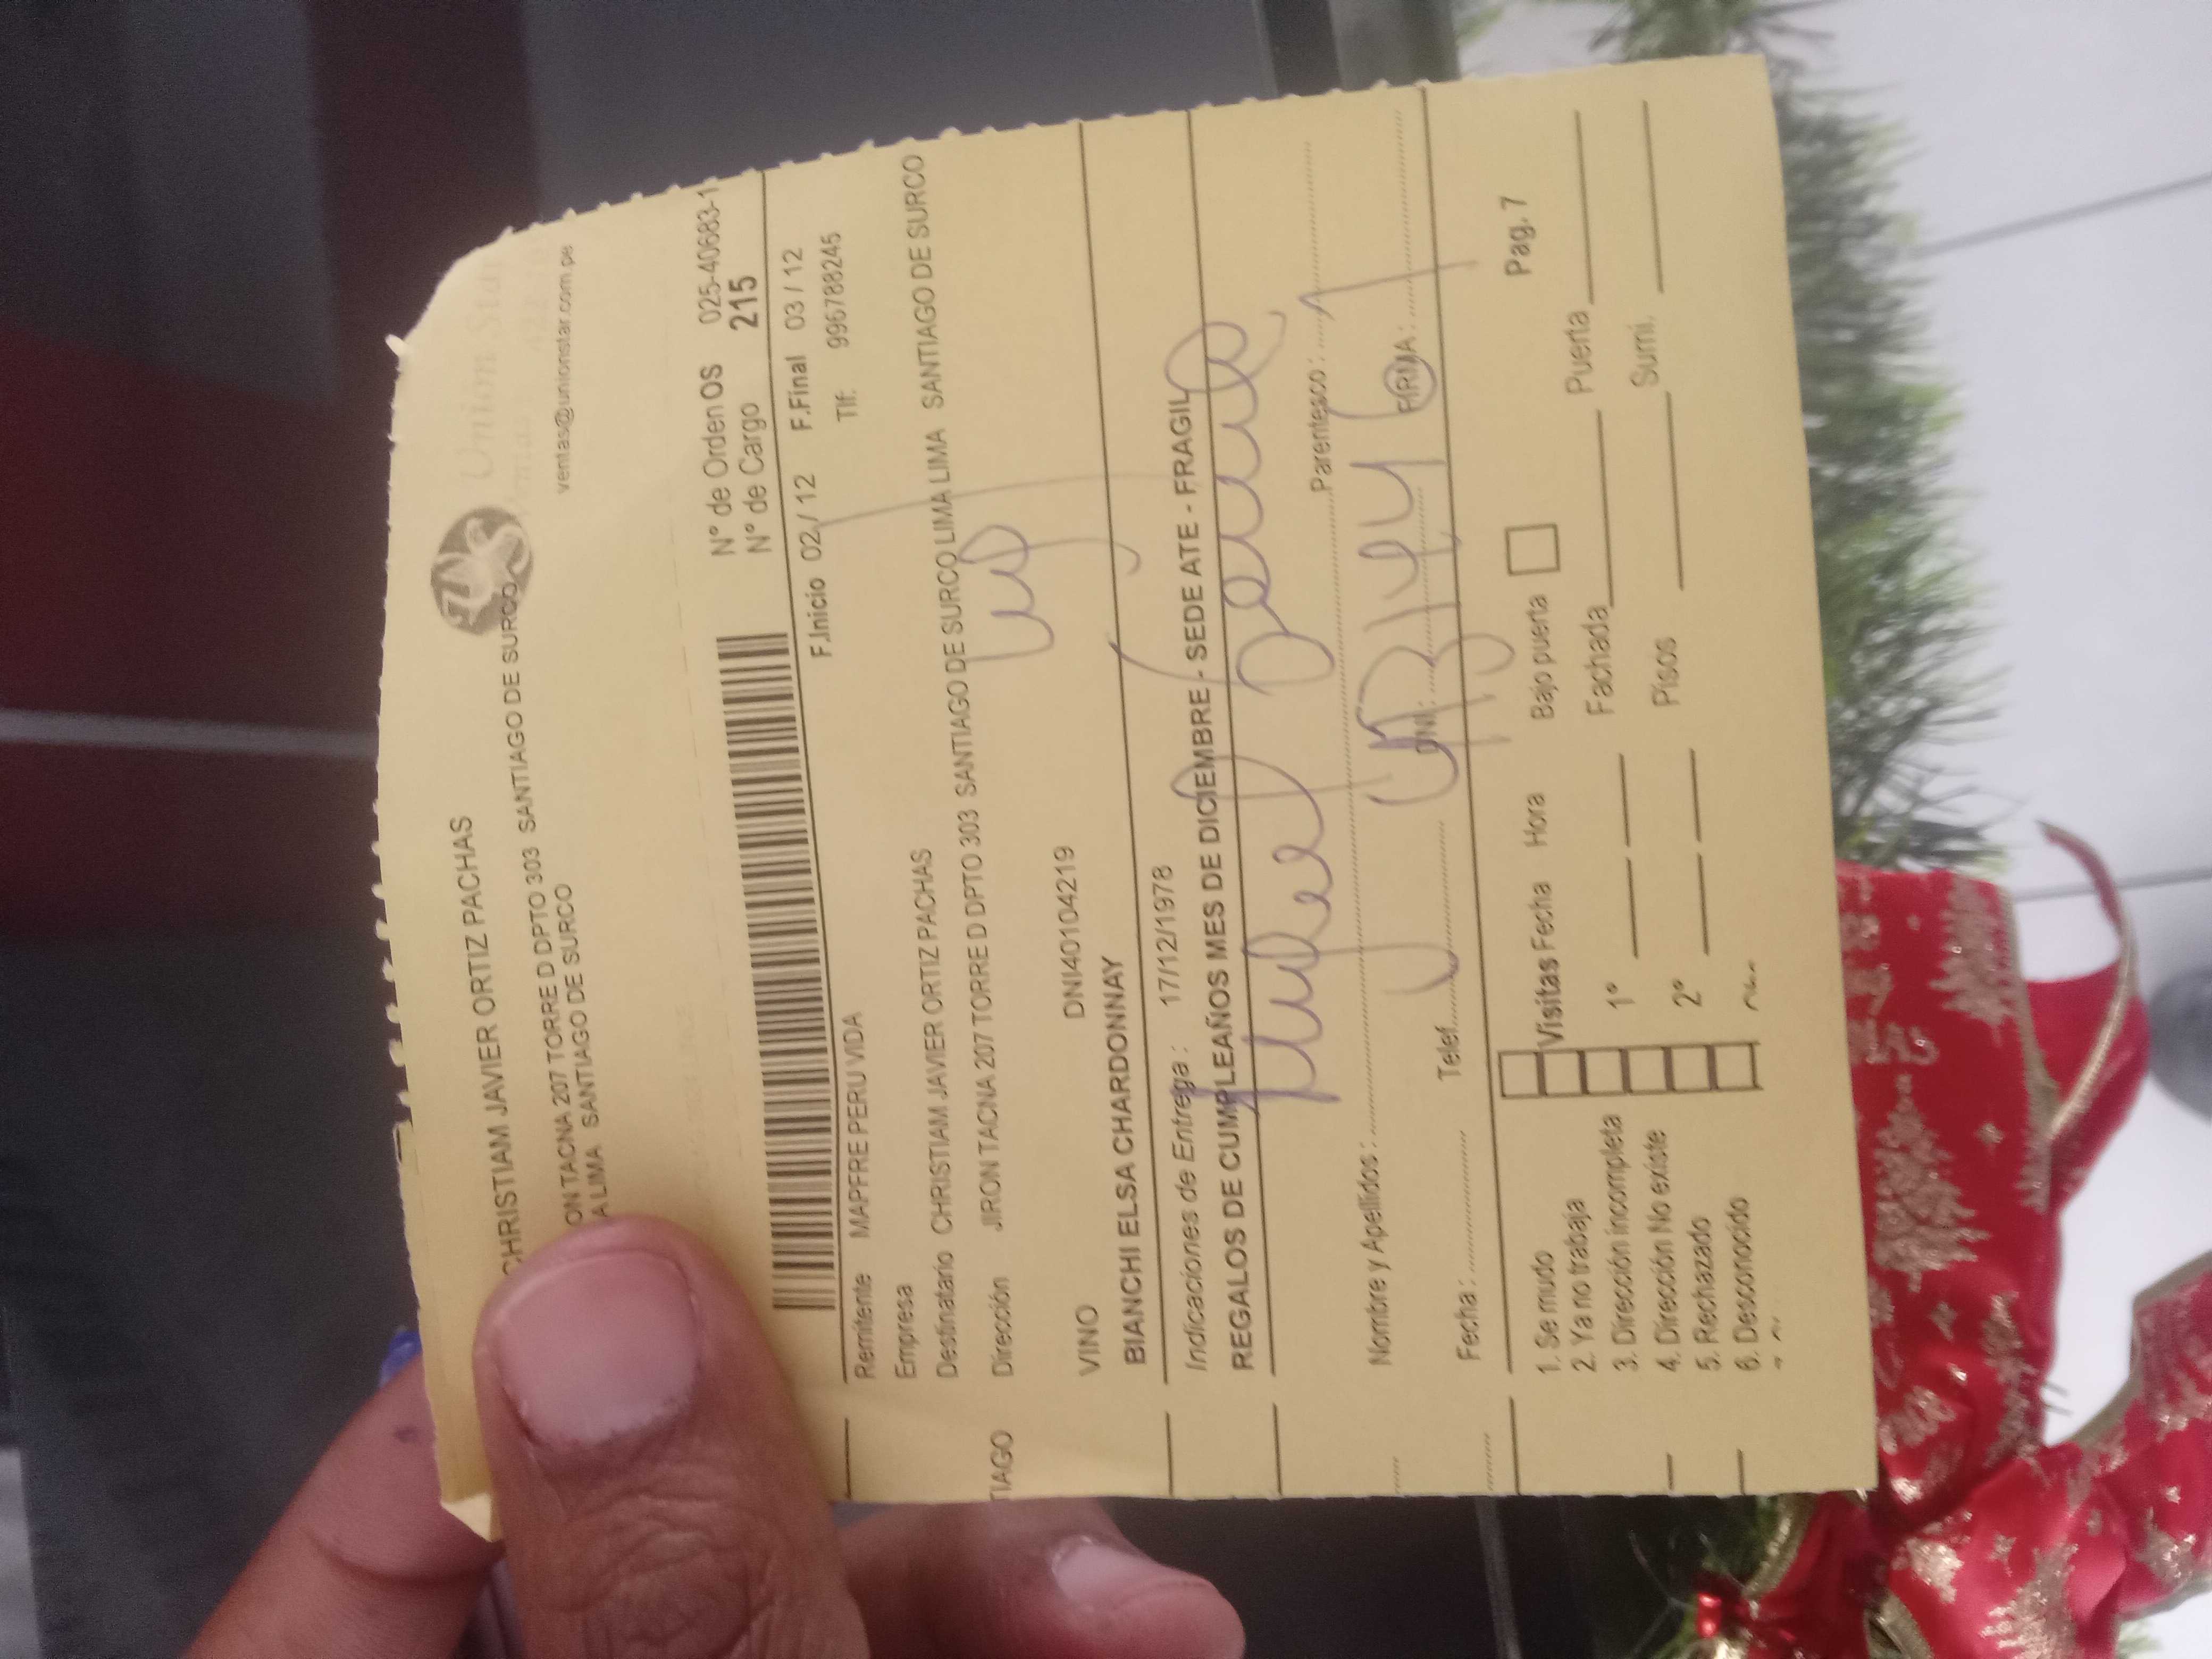 CHRISTIAM JAVIER ORTIZ PACHAS
ON TACNA 207 TORRE D DPTO 303 SANTIAGO DE SURCO
A LIMA SANTIAGO DE SURCO
Union Star
ventas@unionstar.com.pe
N° de Orden OS 025-40683-1
N° de Cargo 215
F.Inicio 02 / 12 F.Final 03 / 12
Remitente MAPFRE PERU VIDA
Tlf: 996788245
Empresa
Destinatario CHRISTIAM JAVIER ORTIZ PACHAS
Dirección JIRON TACNA 207 TORRE D DPTO 303 SANTIAGO DE SURCO LIMA LIMA SANTIAGO DE SURCO
TIAGO
DNI40104219
VINO
BIANCHI ELSA CHARDONNAY
Indicaciones de Entrega : 17/12/1978
REGALOS DE CUMPLEAÑOS MES DE DICIEMBRE - SEDE ATE - FRAGIL
Nombre y Apellidos : Parentesco :
Fecha : Telef. DNI : FIRMA :
1. Se mudo
2. Ya no trabaja
3. Dirección incompleta
4. Dirección No existe
5. Rechazado
6. Desconocido
Visitas Fecha Hora
1°
2°
Bajo puerta
Pag. 7
Fachada Puerta
Pisos Sumi.